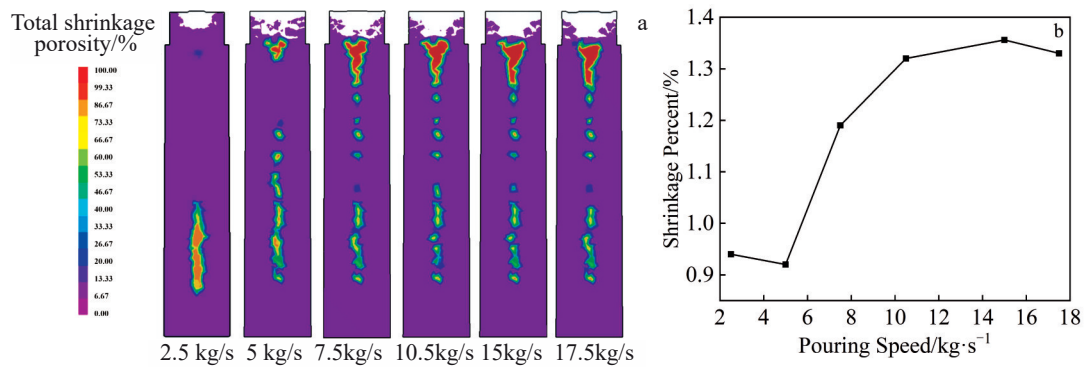 Total shrinkage
porosity/%
100.00
99.33
86.67
73.33
66.67
60.00
53.33
46.67
40.00
33.33
26.67
20.00
13.33
6.67
0.00
2.5 kg/s
5 kg/s
7.5kg/s
10.5kg/s
15kg/s
17.5kg/s
a
b
Shrinkage Percent/%
1.4
1.3
1.2
1.1
1.0
0.9
2 4 6 8 10 12 14 16 18
Pouring Speed/kg·s⁻¹